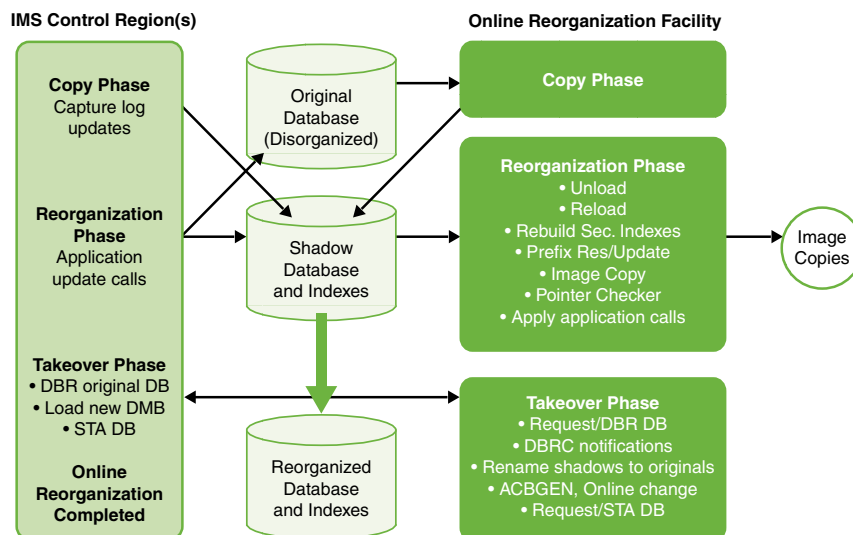 IMS Control Region(s)
Online Reorganization Facility
Copy Phase
Capture log
updates
Reorganization
Phase
Application
update calls
Takeover Phase
• DBR original DB
• Load new DMB
• STA DB
Online
Reorganization
Completed
Original
Database
(Disorganized)
Shadow
Database
and Indexes
Reorganized
Database
and Indexes
Copy Phase
Reorganization Phase
• Unload
• Reload
• Rebuild Sec. Indexes
• Prefix Res/Update
• Image Copy
• Pointer Checker
• Apply application calls
Takeover Phase
• Request/DBR DB
• DBRC notifications
• Rename shadows to originals
• ACBGEN, Online change
• Request/STA DB
Image
Copies